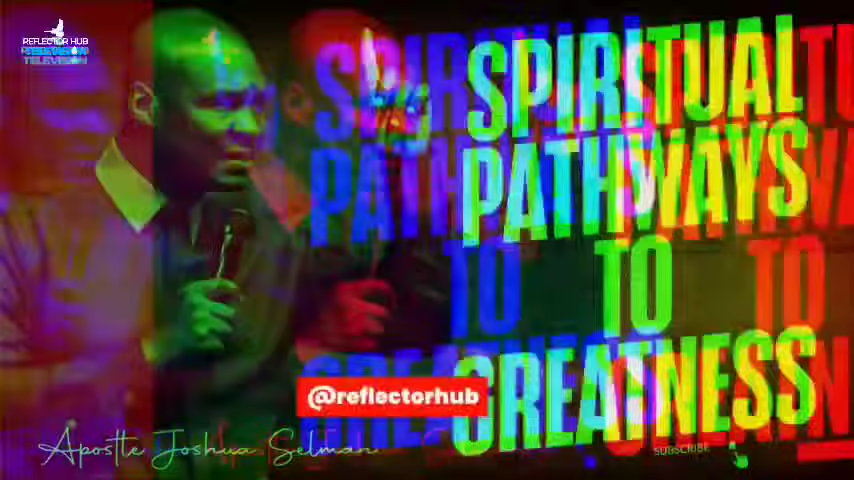 REFLECTOR HUB
TELEVISION
SPIRITUAL
PATHWAYS
TO
GREATNESS
@reflectorhub
Apostle Joshua Selman
SUBSCRIBE